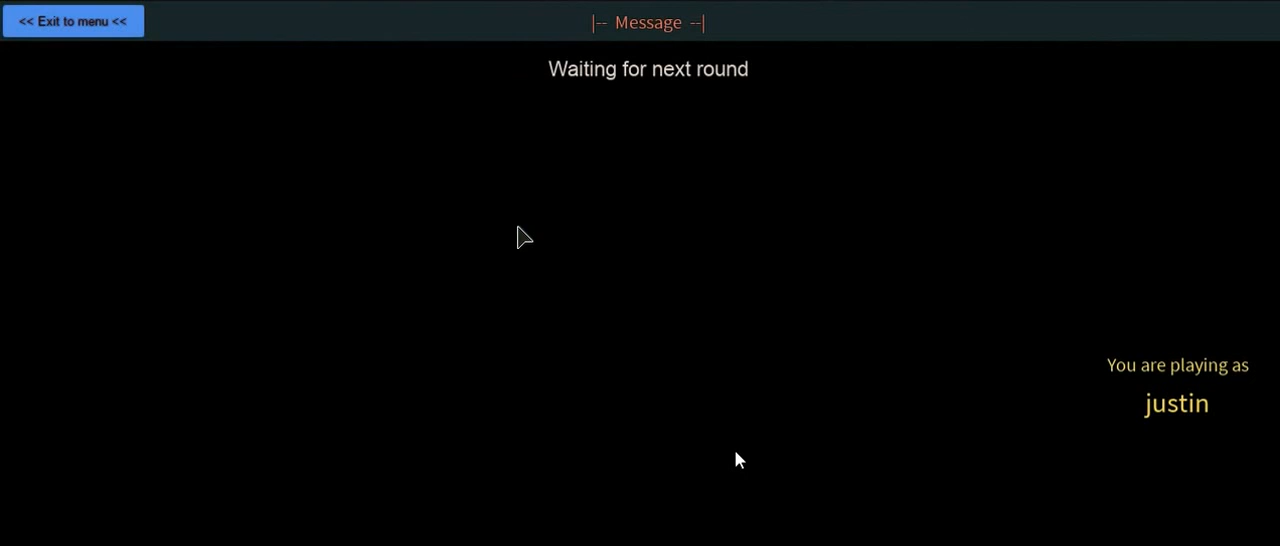 << Exit to menu <<
|-- Message --|
Waiting for next round
You are playing as
justin